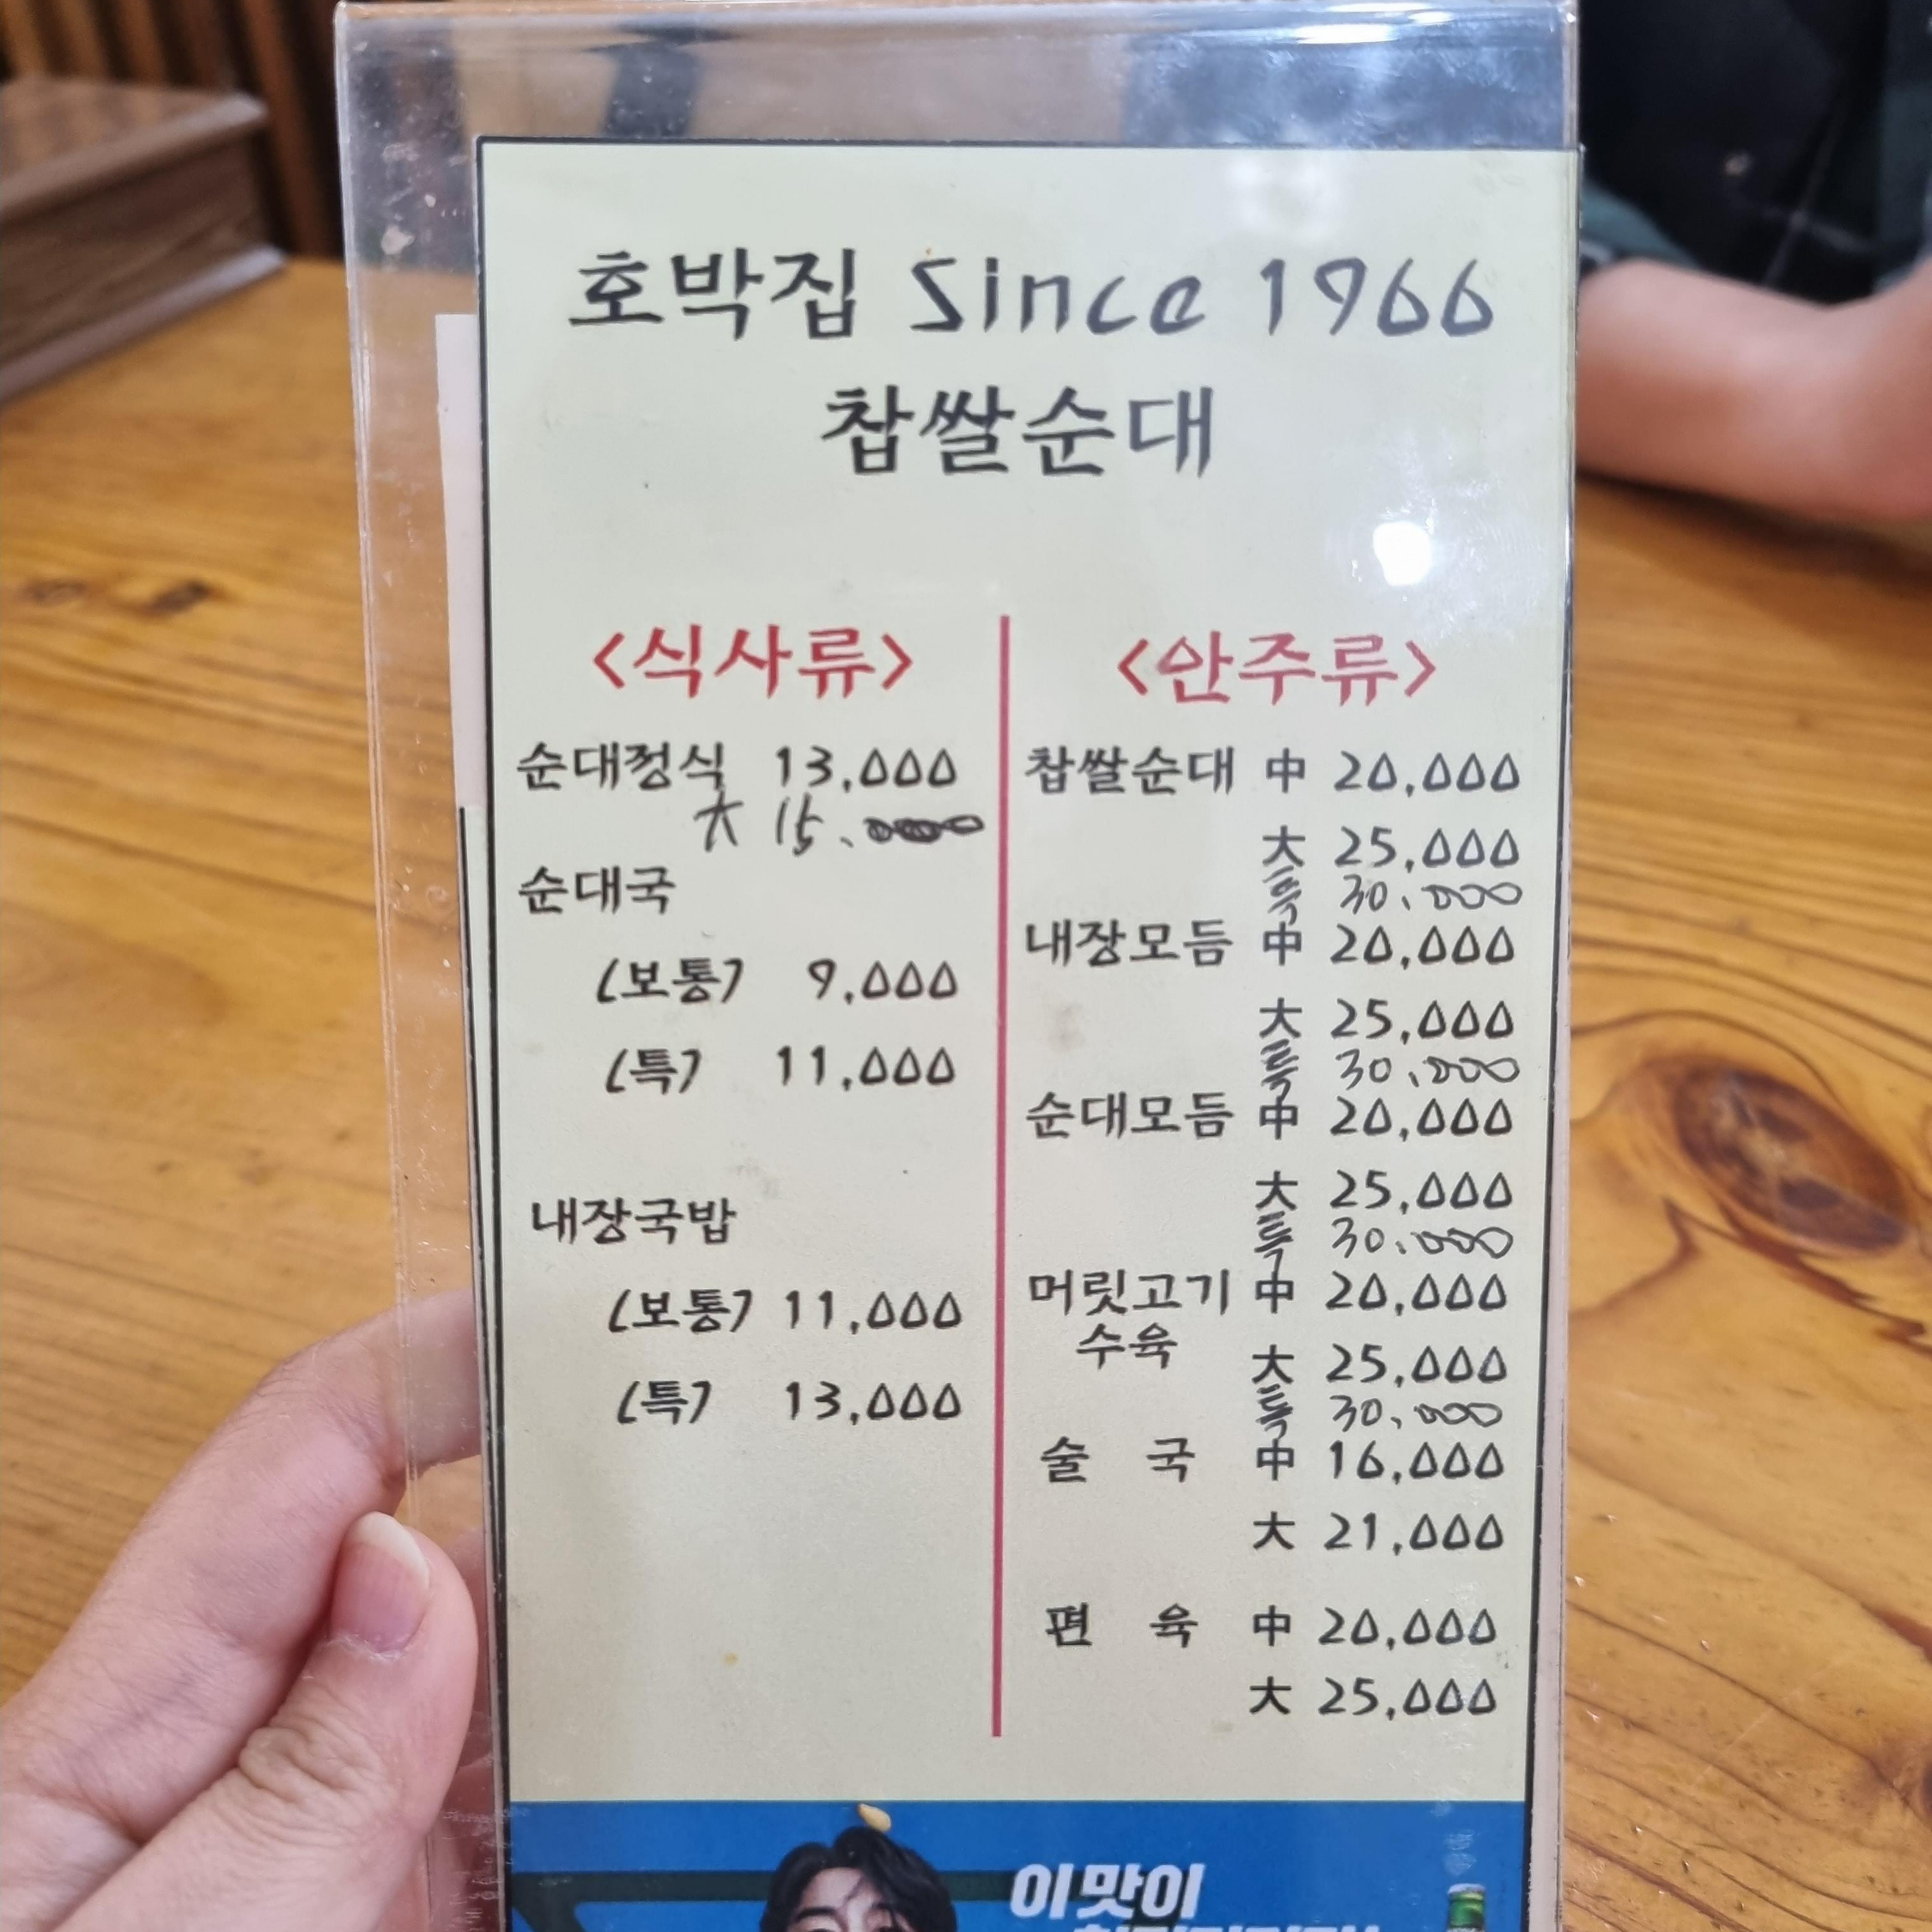 호박집 Since 1966
찹쌀순대
<식사류>
순대정식 13,000
大 15.000
순대국
(보통) 9,000
(특) 11,000
내장국밥
(보통) 11,000
(특) 13,000
<안주류>
찹쌀순대 中 20,000
大 25,000
특 30.000
내장모듬 中 20,000
大 25,000
특 30.000
순대모듬 中 20,000
大 25,000
특 30.000
머릿고기 中 20,000
수육
大 25,000
특 30.000
술 국 中 16,000
大 21,000
편 육 中 20,000
大 25,000
이맛이